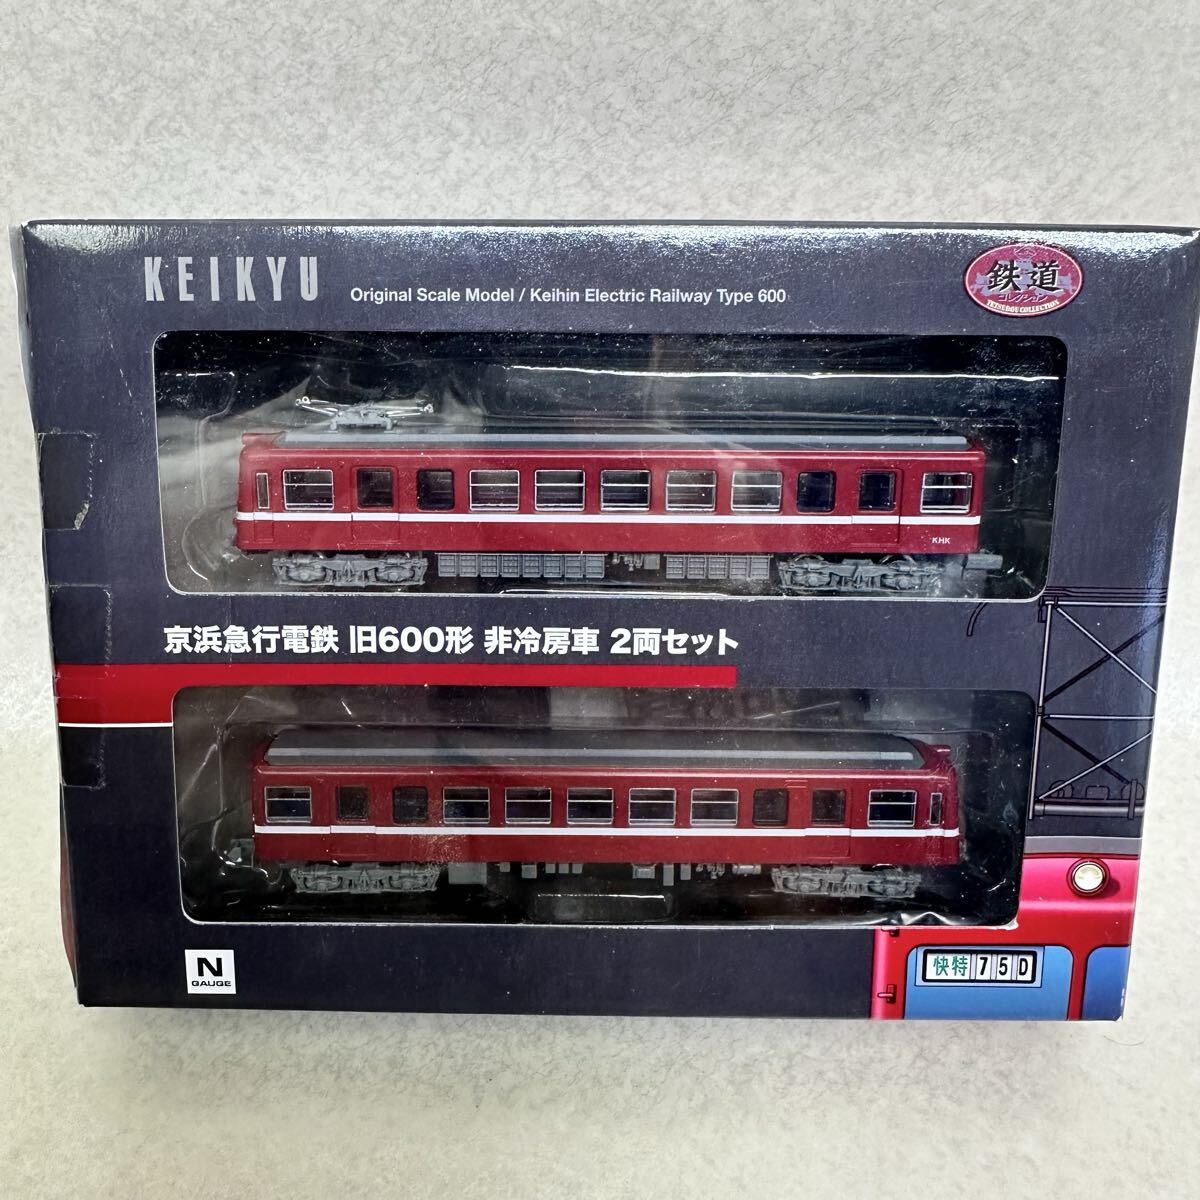 KEIKYU
Original Scale Model / Keihin Electric Railway Type 600
鉄道
コレクション
TETSUDOU COLLECTION
KHK
京浜急行電鉄 旧600形 非冷房車 2両セット
N
GAUGE
快特 75D